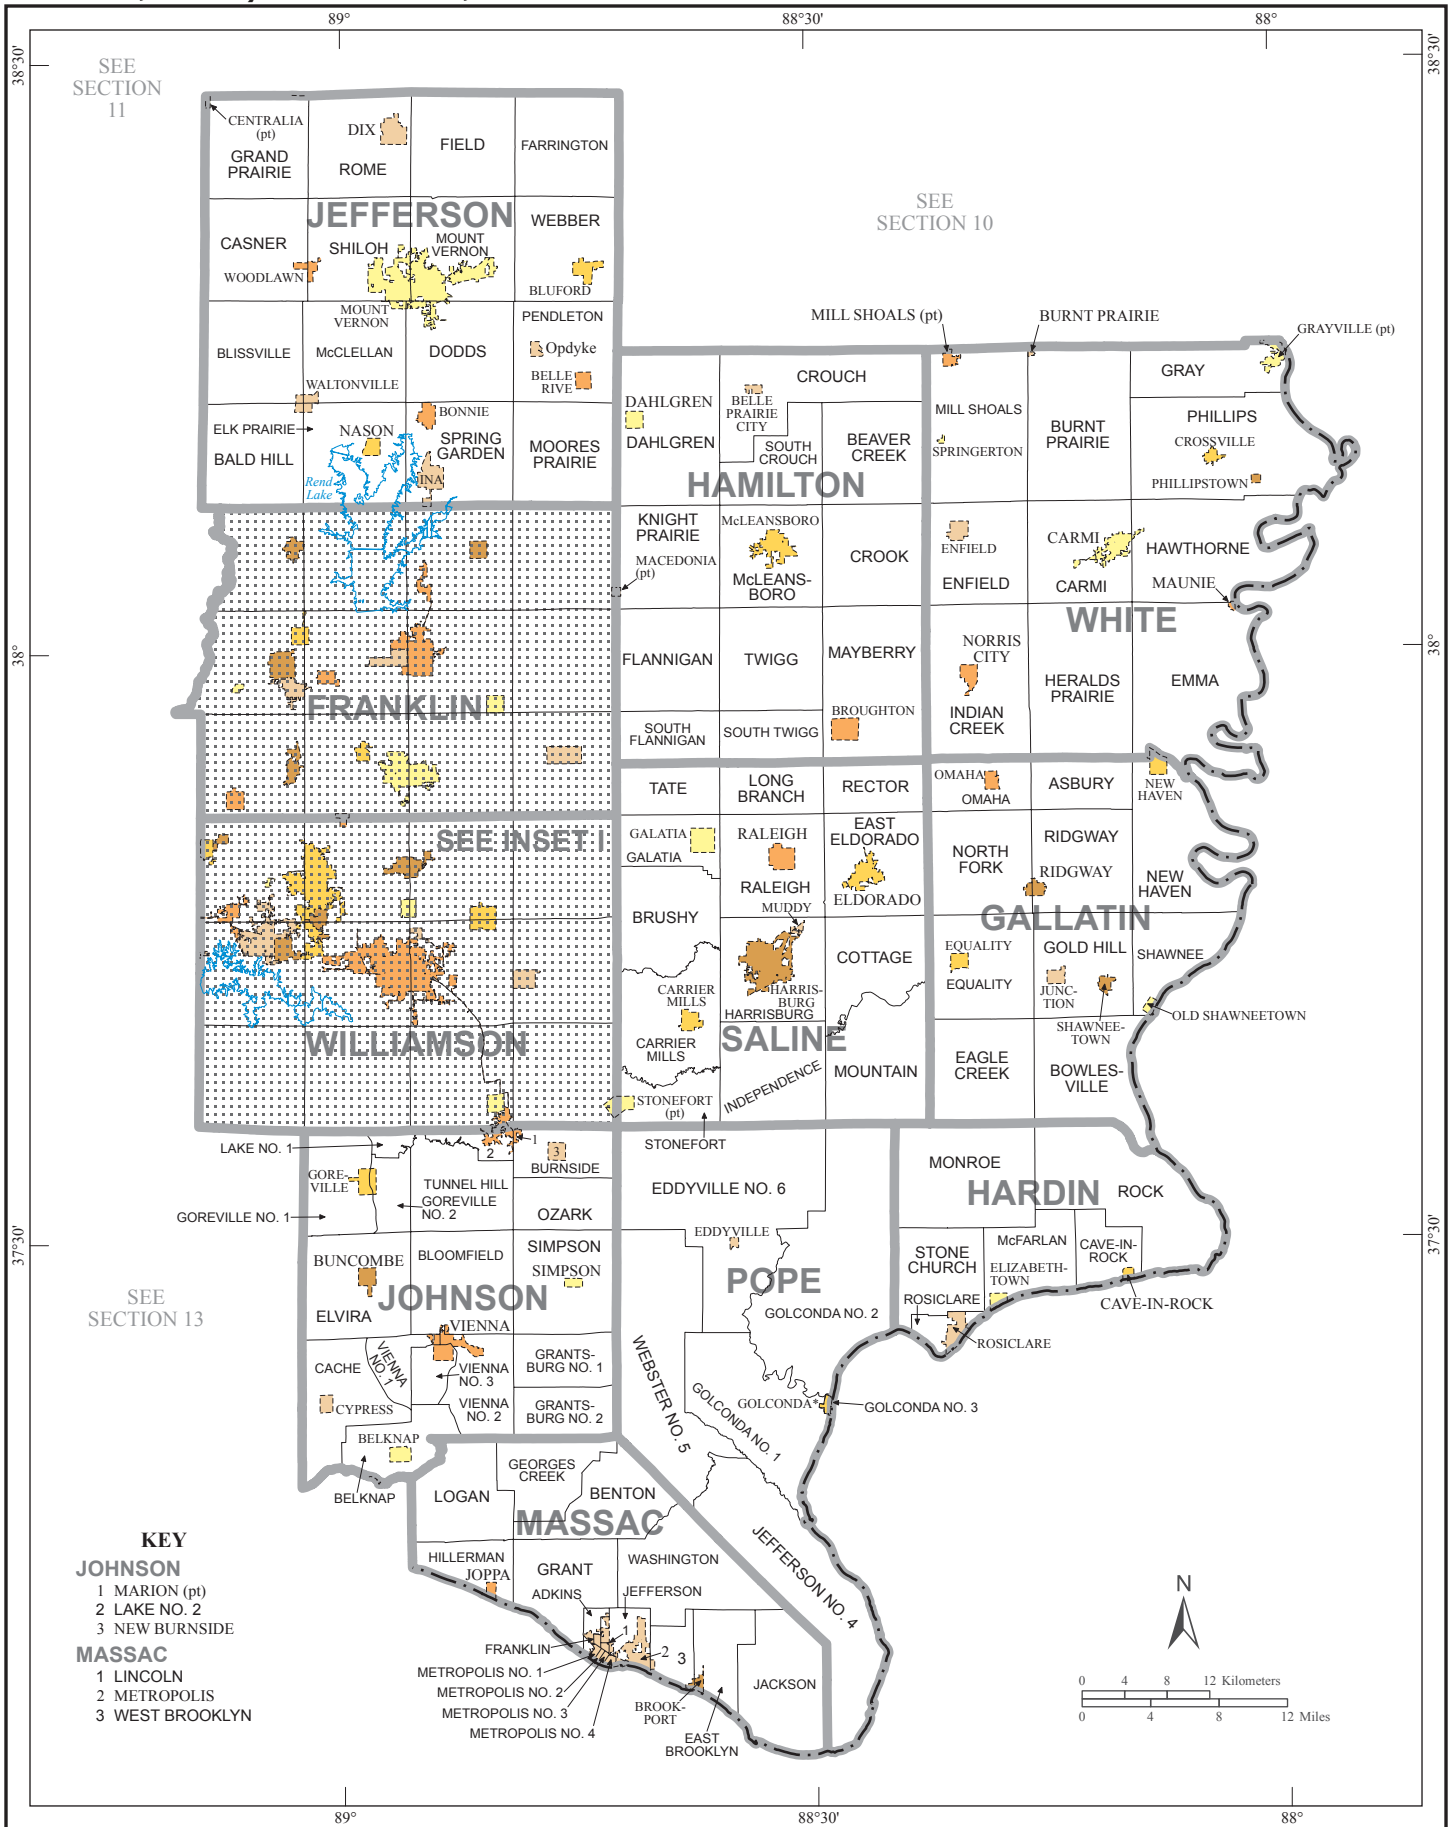 89°
88°30'
88°
38°30'
38°30'
SEE
SECTION
11
CENTRALIA
(pt)
GRAND
PRAIRIE
DIX
ROME
FIELD
FARRINGTON
JEFFERSON
WEBBER
CASNER
SHILOH
MOUNT
VERNON
WOODLAWN
BLUFORD
MOUNT
VERNON
PENDLETON
BLISSVILLE
McCLELLAN
DODDS
Opdyke
WALTONVILLE
BELLE
RIVE
ELK PRAIRIE
NASON
BONNIE
BALD HILL
SPRING
GARDEN
MOORES
PRAIRIE
Rend
Lake
INA
SEE
SECTION 10
MILL SHOALS (pt)
BURNT PRAIRIE
GRAYVILLE (pt)
CROUCH
GRAY
DAHLGREN
BELLE
PRAIRIE
CITY
MILL SHOALS
PHILLIPS
DAHLGREN
SOUTH
CROUCH
BEAVER
CREEK
SPRINGERTON
BURNT
PRAIRIE
CROSSVILLE
HAMILTON
PHILLIPSTOWN
KNIGHT
PRAIRIE
McLEANSBORO
CROOK
ENFIELD
CARMI
HAWTHORNE
MACEDONIA
(pt)
McLEANS-
BORO
ENFIELD
CARMI
MAUNIE
WHITE
38°
38°
FLANNIGAN
TWIGG
MAYBERRY
NORRIS
CITY
HERALDS
PRAIRIE
EMMA
FRANKLIN
BROUGHTON
INDIAN
CREEK
SOUTH
FLANNIGAN
SOUTH TWIGG
TATE
LONG
BRANCH
RECTOR
OMAHA
OMAHA
ASBURY
NEW
HAVEN
SEE INSET I
GALATIA
GALATIA
RALEIGH
RALEIGH
EAST
ELDORADO
ELDORADO
NORTH
FORK
RIDGWAY
RIDGWAY
NEW
HAVEN
BRUSHY
MUDDY
GALLATIN
COTTAGE
EQUALITY
EQUALITY
GOLD HILL
SHAWNEE
CARRIER
MILLS
HARRIS-
BURG
HARRISBURG
JUNC-
TION
SHAWNEE-
TOWN
OLD SHAWNEETOWN
WILLIAMSON
CARRIER
MILLS
SALINE
INDEPENDENCE
MOUNTAIN
EAGLE
CREEK
BOWLES-
VILLE
STONEFORT
(pt)
STONEFORT
LAKE NO. 1
2
1
3
BURNSIDE
GORE-
VILLE
TUNNEL HILL
GOREVILLE
NO. 2
GOREVILLE NO. 1
OZARK
EDDYVILLE NO. 6
MONROE
HARDIN
ROCK
37°30'
37°30'
BUNCOMBE
BLOOMFIELD
SIMPSON
SIMPSON
EDDYVILLE
STONE
CHURCH
McFARLAN
CAVE-IN-
ROCK
ELIZABETH-
TOWN
SEE
SECTION 13
JOHNSON
POPE
ELVIRA
GOLCONDA NO. 2
ROSICLARE
CAVE-IN-ROCK
VIENNA
ROSICLARE
CACHE
VIENNA
NO. 1
VIENNA
NO. 3
GRANTS-
BURG NO. 1
WEBSTER NO. 5
CYPRESS
VIENNA
NO. 2
GRANTS-
BURG NO. 2
GOLCONDA NO. 1
GOLCONDA*
GOLCONDA NO. 3
BELKNAP
BELKNAP
GEORGES
CREEK
LOGAN
BENTON
MASSAC
HILLERMAN
JOPPA
GRANT
WASHINGTON
JEFFERSON NO. 4
ADKINS
JEFFERSON
FRANKLIN
1
2
3
METROPOLIS NO. 1
METROPOLIS NO. 2
METROPOLIS NO. 3
METROPOLIS NO. 4
BROOK-
PORT
EAST
BROOKLYN
JACKSON
KEY
JOHNSON
1 MARION (pt)
2 LAKE NO. 2
3 NEW BURNSIDE
MASSAC
1 LINCOLN
2 METROPOLIS
3 WEST BROOKLYN
N
0 4 8 12 Kilometers
0 4 8 12 Miles
89°
88°30'
88°